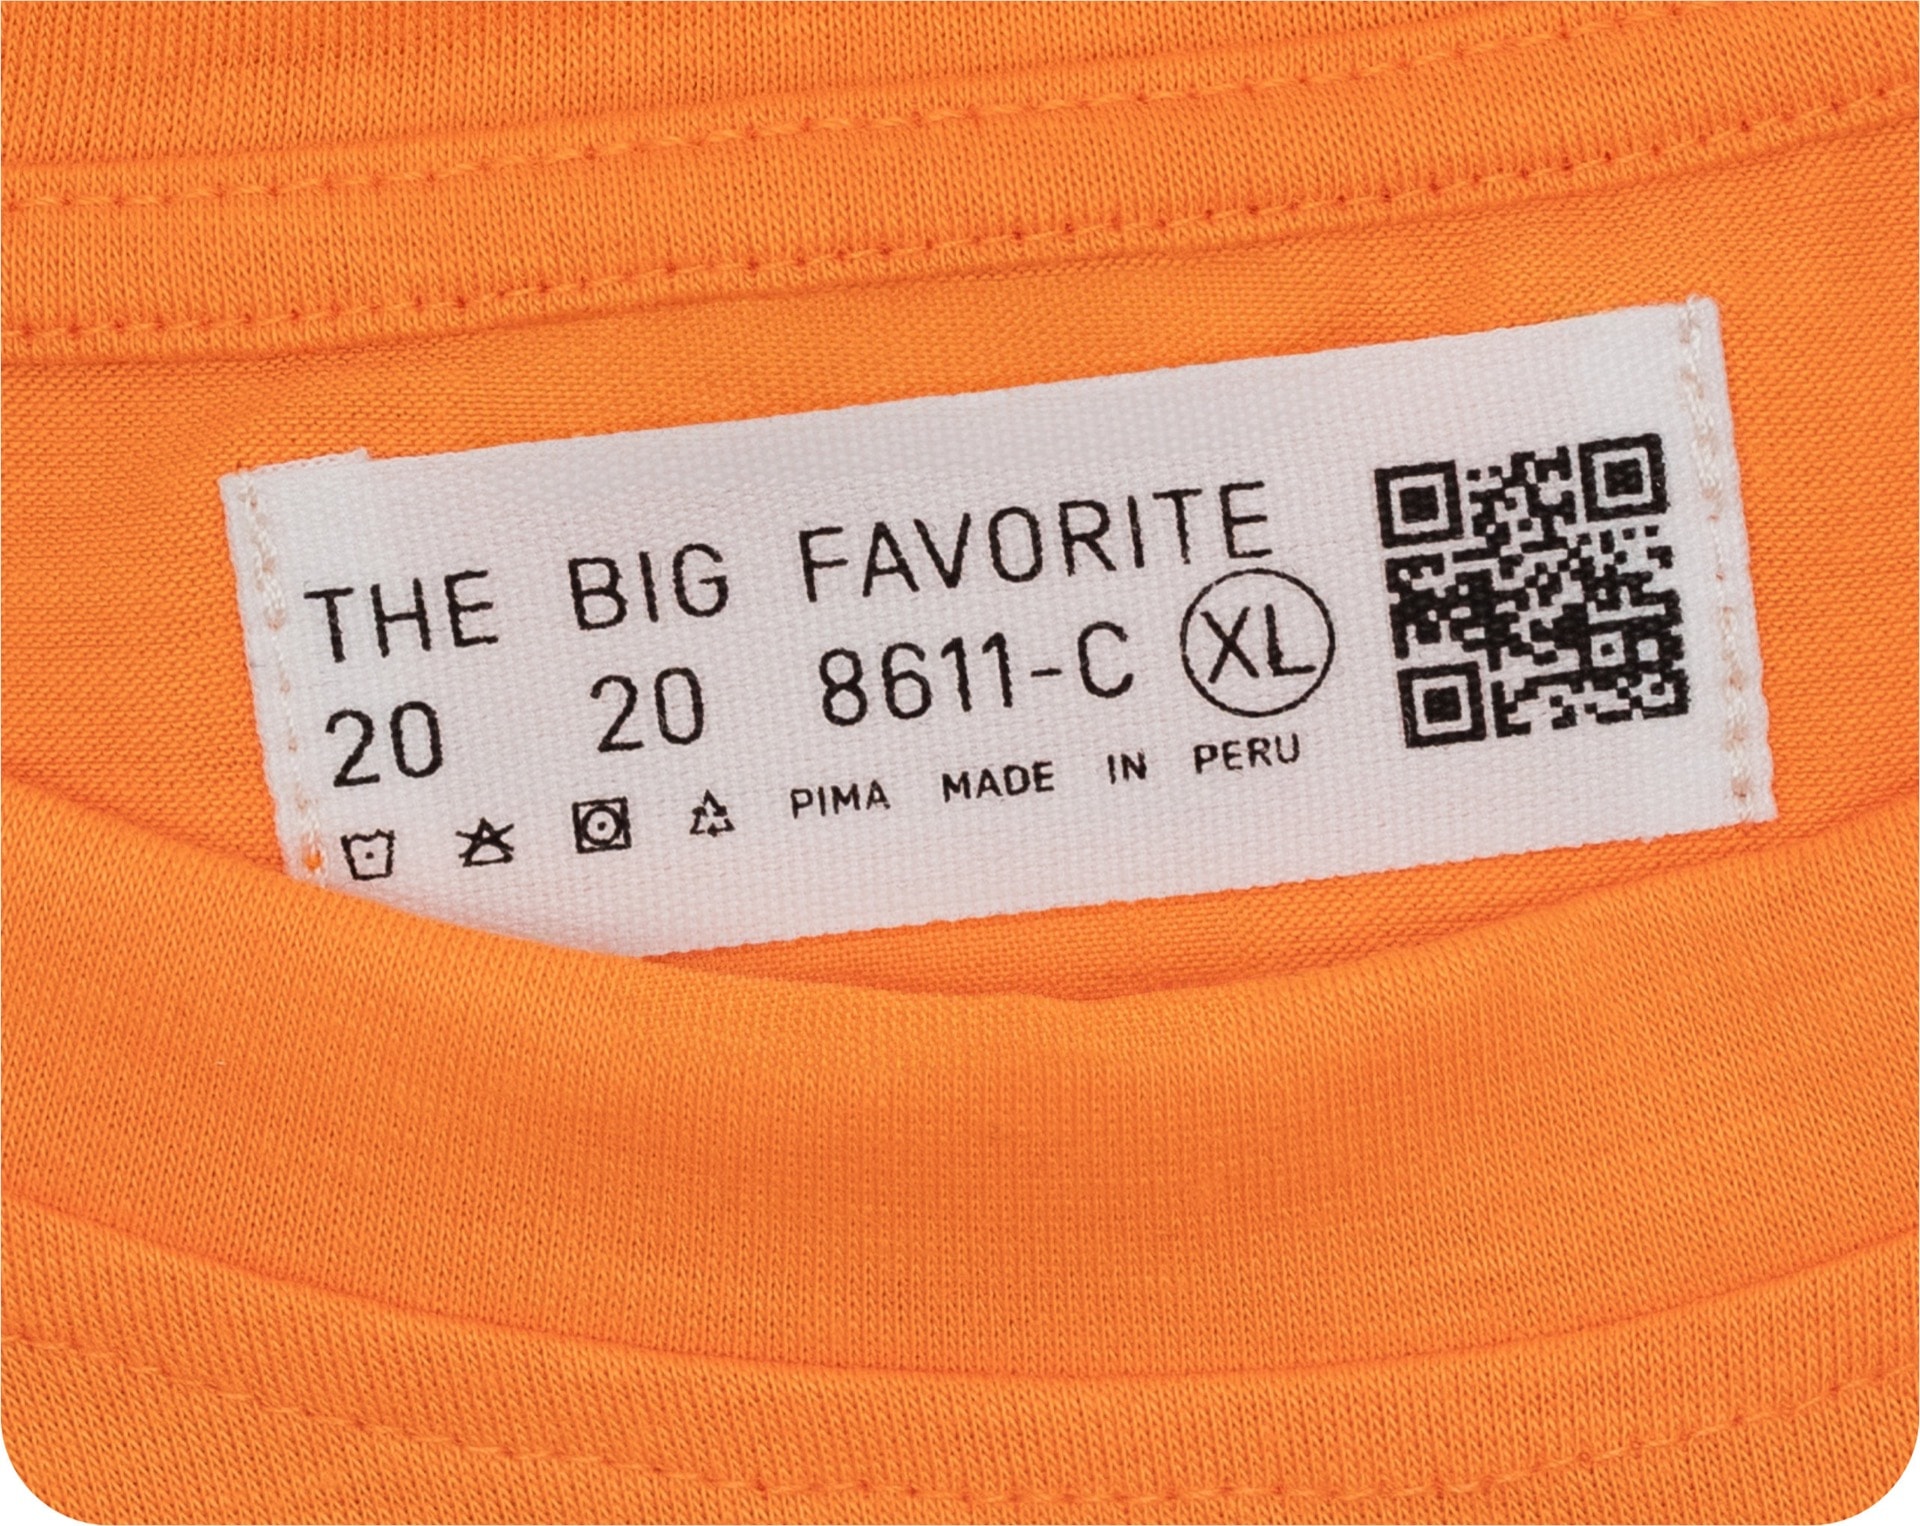 THE BIG FAVORITE
20 20 8611-C XL
PIMA MADE IN PERU